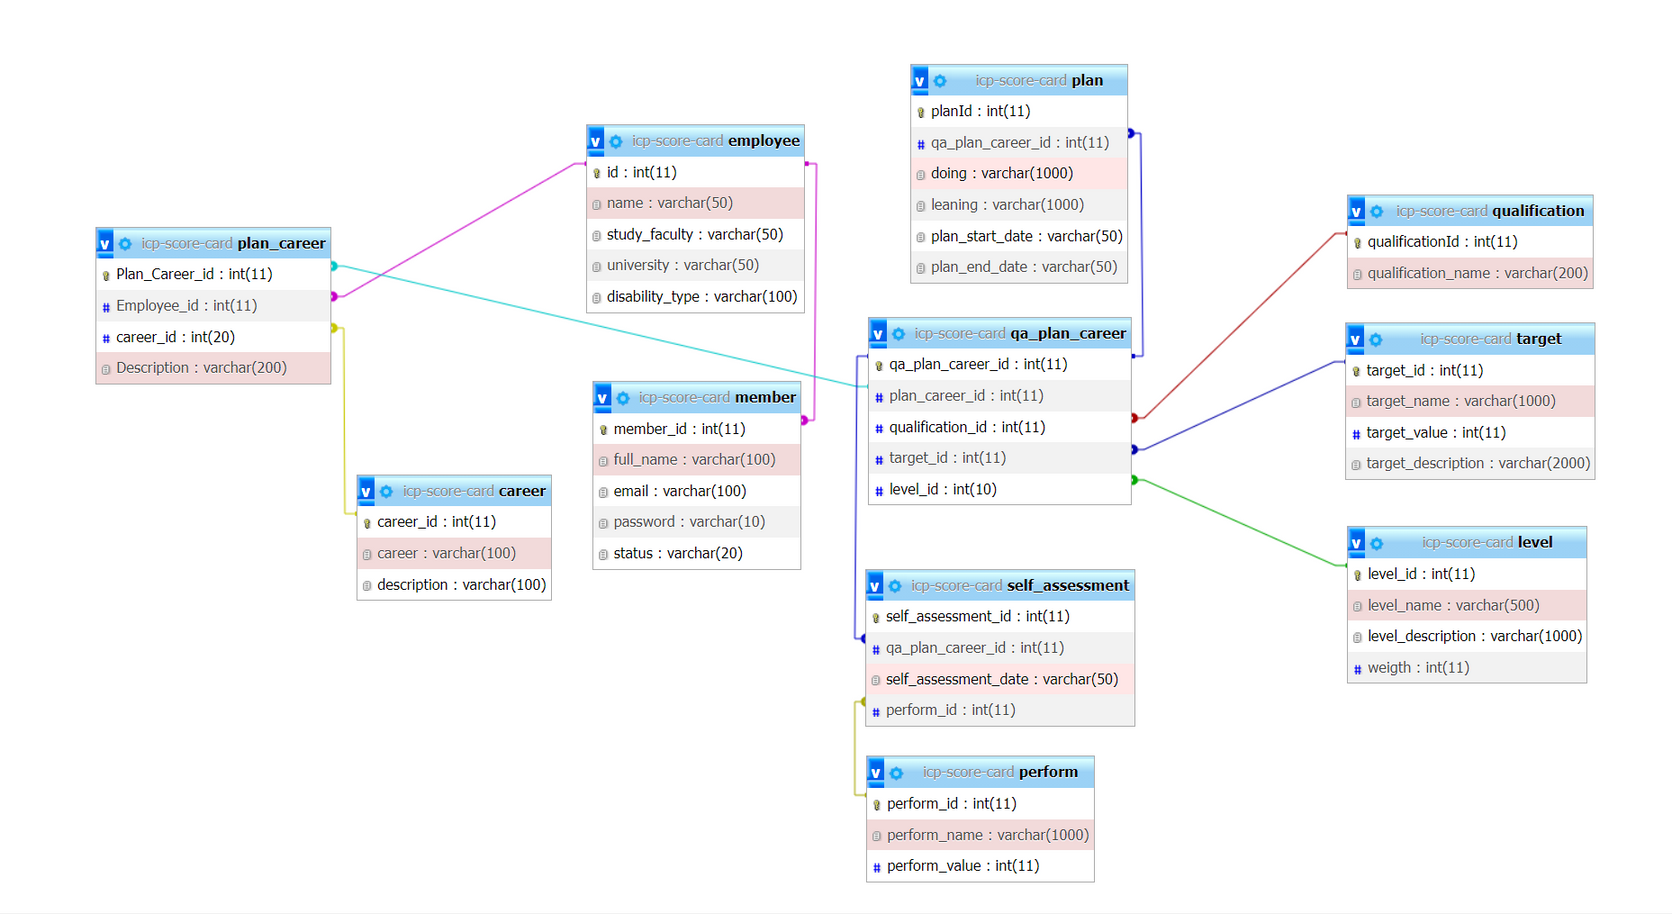 icp-score-card plan_career
Plan_Career_id : int(11)
Employee_id : int(11)
career_id : int(20)
Description : varchar(200)
icp-score-card employee
id : int(11)
name : varchar(50)
study_faculty : varchar(50)
university : varchar(50)
disability_type : varchar(100)
icp-score-card member
member_id : int(11)
full_name : varchar(100)
email : varchar(100)
password : varchar(10)
status : varchar(20)
icp-score-card career
career_id : int(11)
career : varchar(100)
description : varchar(100)
icp-score-card plan
planId : int(11)
qa_plan_career_id : int(11)
doing : varchar(1000)
leaning : varchar(1000)
plan_start_date : varchar(50)
plan_end_date : varchar(50)
icp-score-card qa_plan_career
qa_plan_career_id : int(11)
plan_career_id : int(11)
qualification_id : int(11)
target_id : int(11)
level_id : int(10)
icp-score-card self_assessment
self_assessment_id : int(11)
qa_plan_career_id : int(11)
self_assessment_date : varchar(50)
perform_id : int(11)
icp-score-card perform
perform_id : int(11)
perform_name : varchar(1000)
perform_value : int(11)
icp-score-card qualification
qualificationId : int(11)
qualification_name : varchar(200)
icp-score-card target
target_id : int(11)
target_name : varchar(1000)
target_value : int(11)
target_description : varchar(2000)
icp-score-card level
level_id : int(11)
level_name : varchar(500)
level_description : varchar(1000)
weigth : int(11)